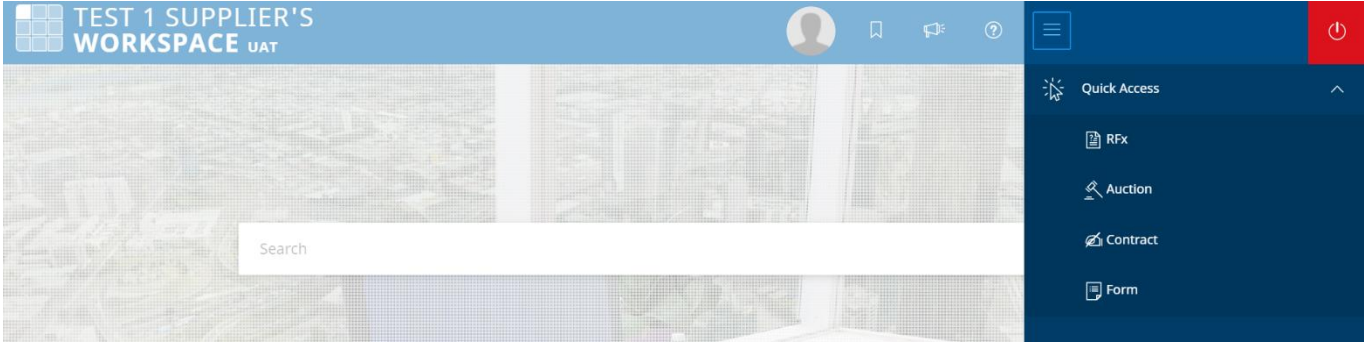 TEST 1 SUPPLIER'S
WORKSPACE UAT
Search
Quick Access
RFx
Auction
Contract
Form